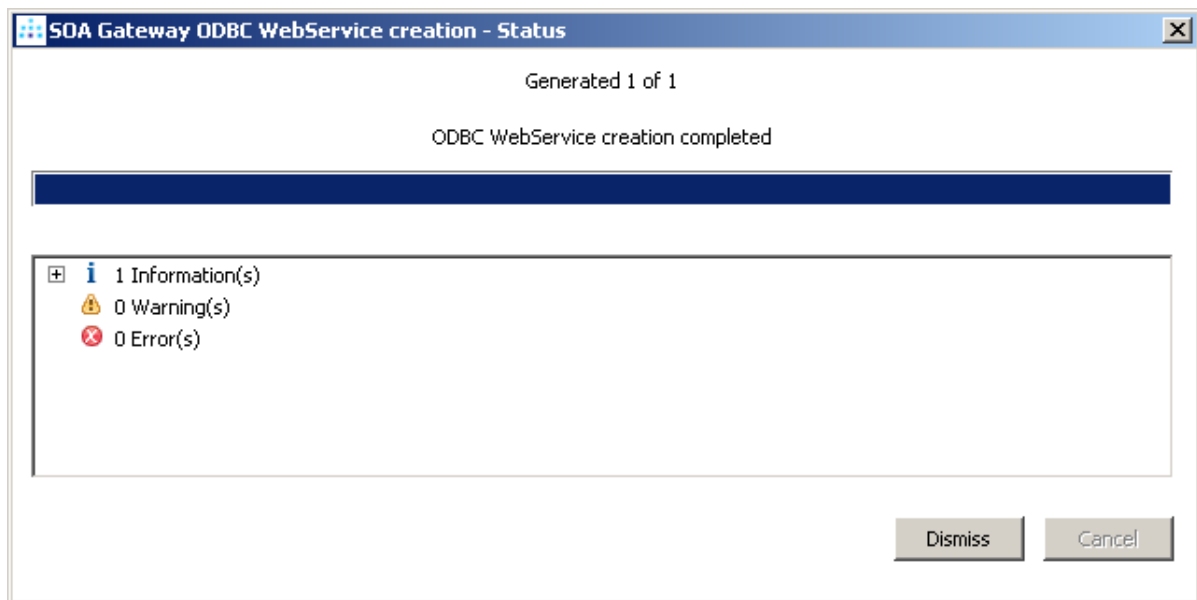 SOA Gateway ODBC WebService creation - Status
Generated 1 of 1
ODBC WebService creation completed
1 Information(s)
0 Warning(s)
0 Error(s)
Dismiss Cancel